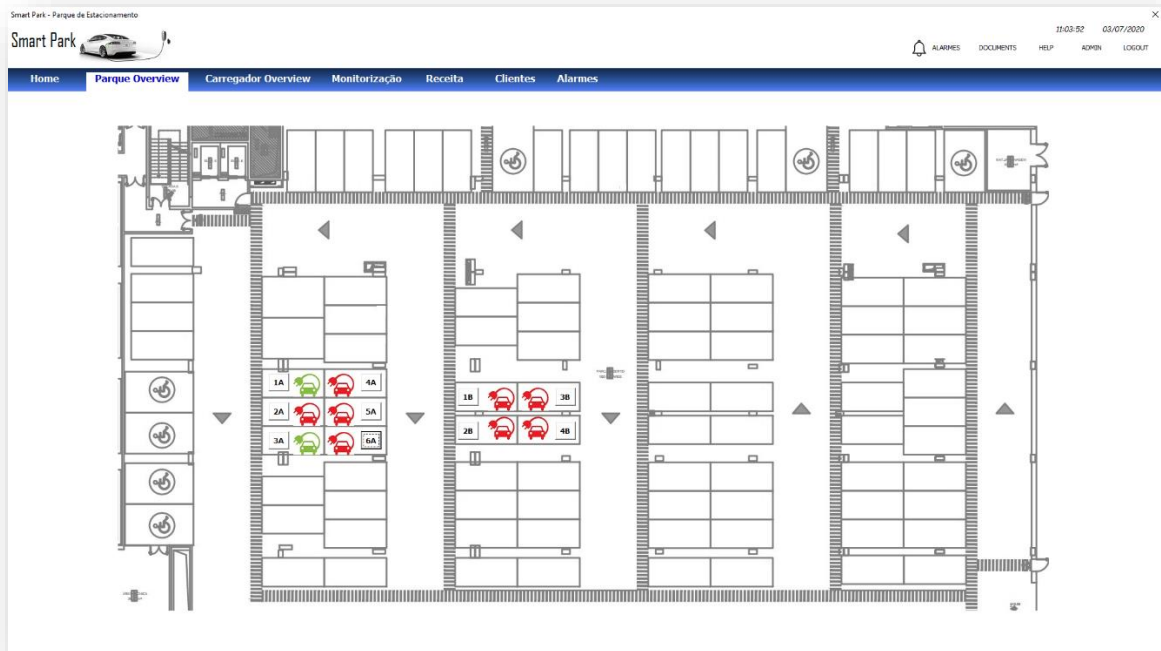 Smart Park - Parque de Estacionamento
Smart Park
11:03:52 03/07/2020
ALARMES DOCUMENTS HELP ADMIN LOGOUT
Home Parque Overview Carregador Overview Monitorização Receita Clientes Alarmes
1A 4A
2A 5A
3A 6A
1B 3B
2B 4B